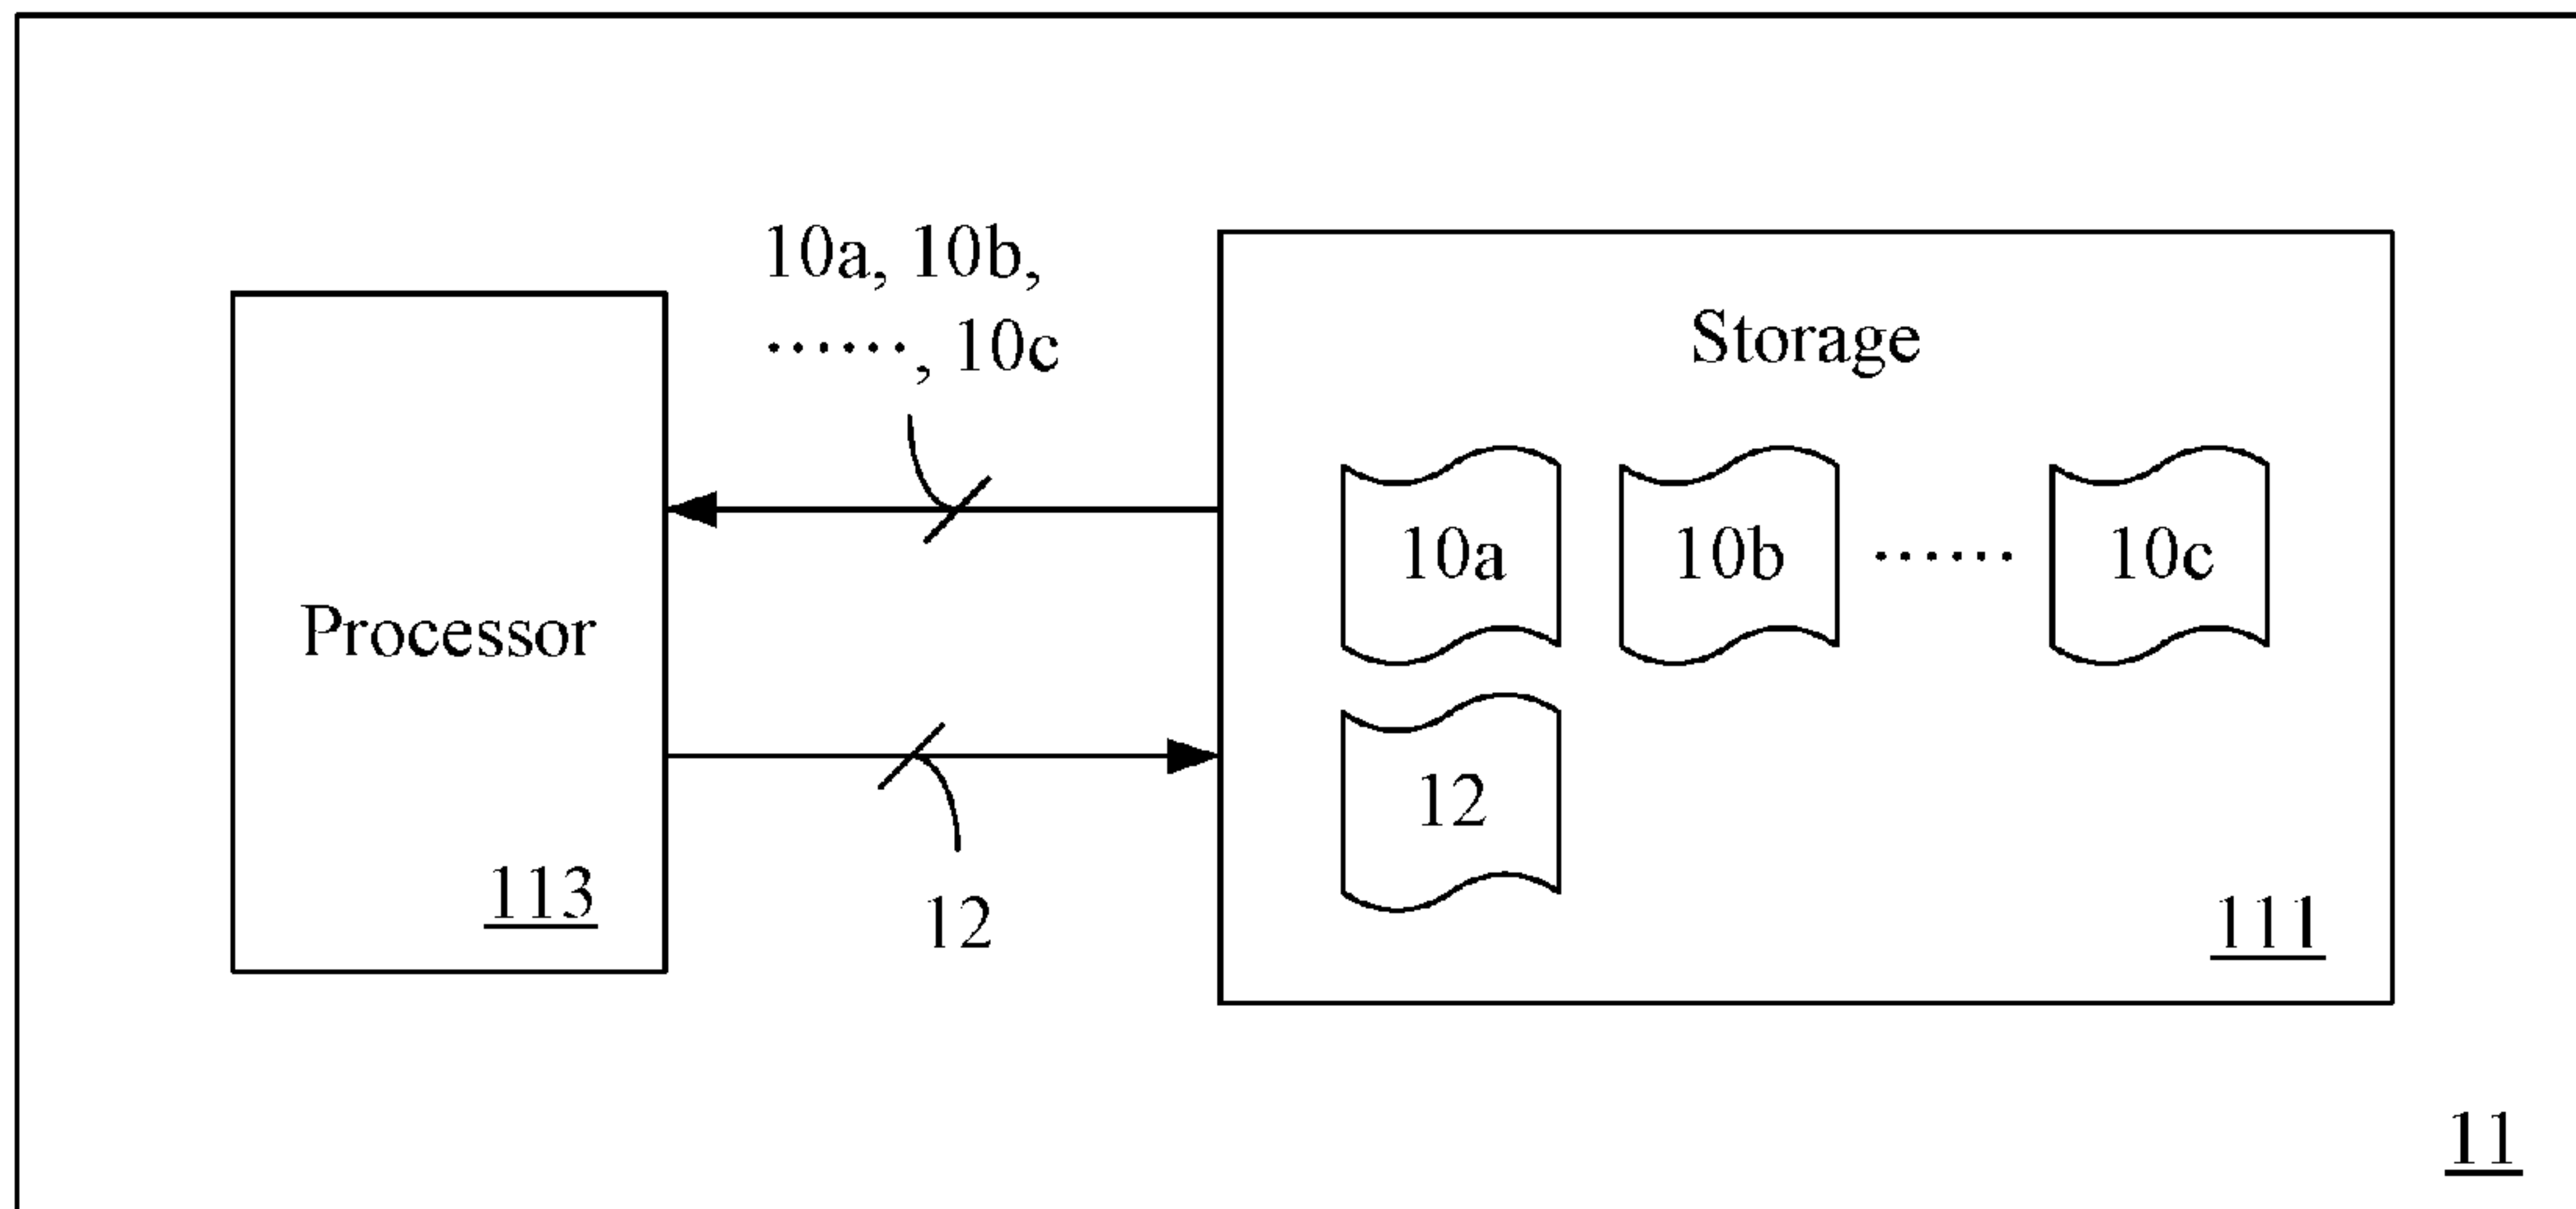 10a, 10b,
······, 10c
Storage
10a 10b ······ 10c
Processor
12
113
12
111
11